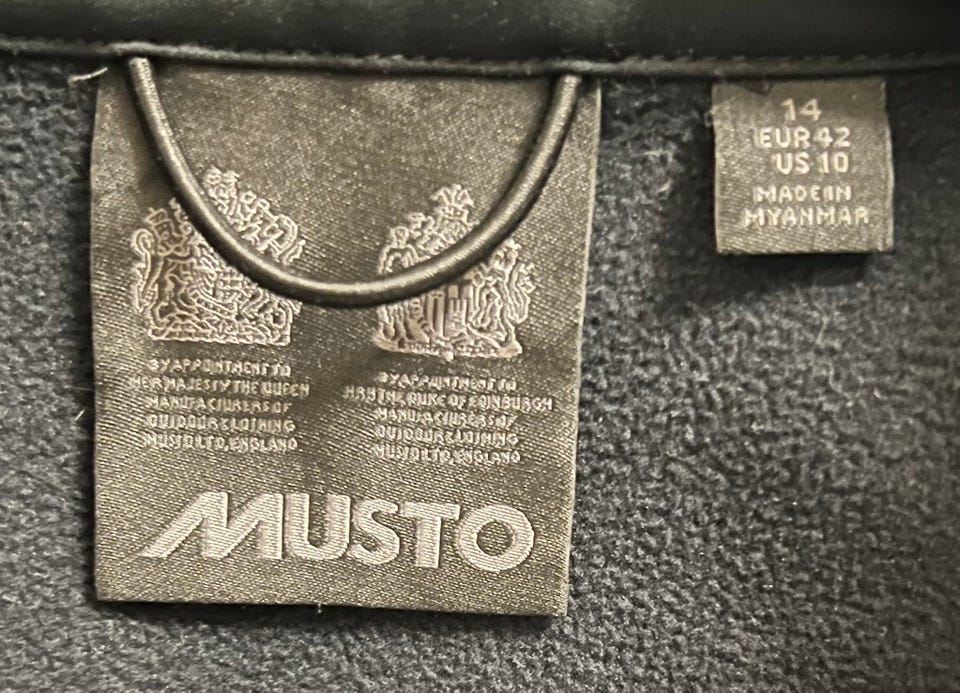 BY APPOINTMENT TO
HER MAJESTY THE QUEEN
MANUFACTURERS OF
OUTDOOR CLOTHING
MUSTO LTD, ENGLAND
BY APPOINTMENT TO
HRH THE DUKE OF EDINBURGH
MANUFACTURERS OF
OUTDOOR CLOTHING
MUSTO LTD, ENGLAND
MUSTO
14
EUR 42
US 10
MADE IN
MYANMAR